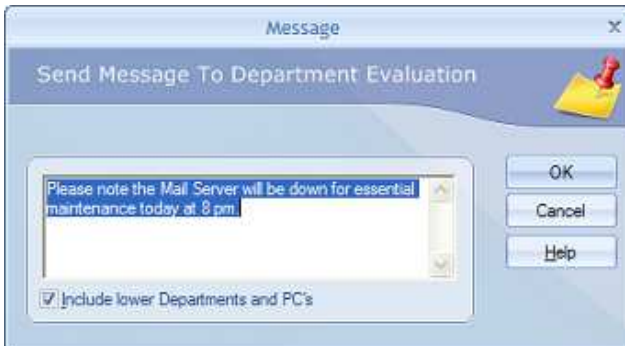 Message
Send Message To Department Evaluation
Please note the Mail Server will be down for essential
maintenance today at 8 pm.
Include lower Departments and PC's
OK
Cancel
Help